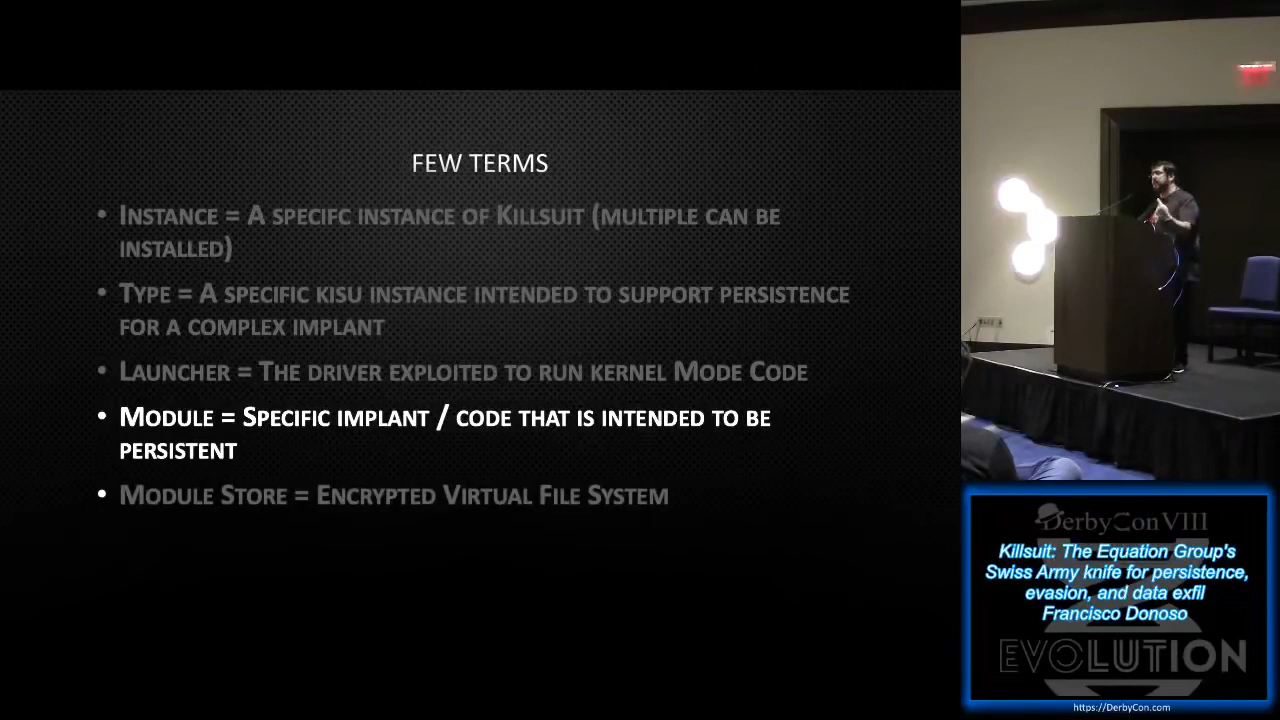 FEW TERMS
• INSTANCE = A SPECIFC INSTANCE OF KILLSUIT (MULTIPLE CAN BE
INSTALLED)
• TYPE = A SPECIFIC KISU INSTANCE INTENDED TO SUPPORT PERSISTENCE
FOR A COMPLEX IMPLANT
• LAUNCHER = THE DRIVER EXPLOITED TO RUN KERNEL MODE CODE
• MODULE = SPECIFIC IMPLANT / CODE THAT IS INTENDED TO BE
PERSISTENT
• MODULE STORE = ENCRYPTED VIRTUAL FILE SYSTEM
DerbyCon VIII
Killsuit: The Equation Group's
Swiss Army knife for persistence,
evasion, and data exfil
Francisco Donoso
EVOLUTION
https://DerbyCon.com